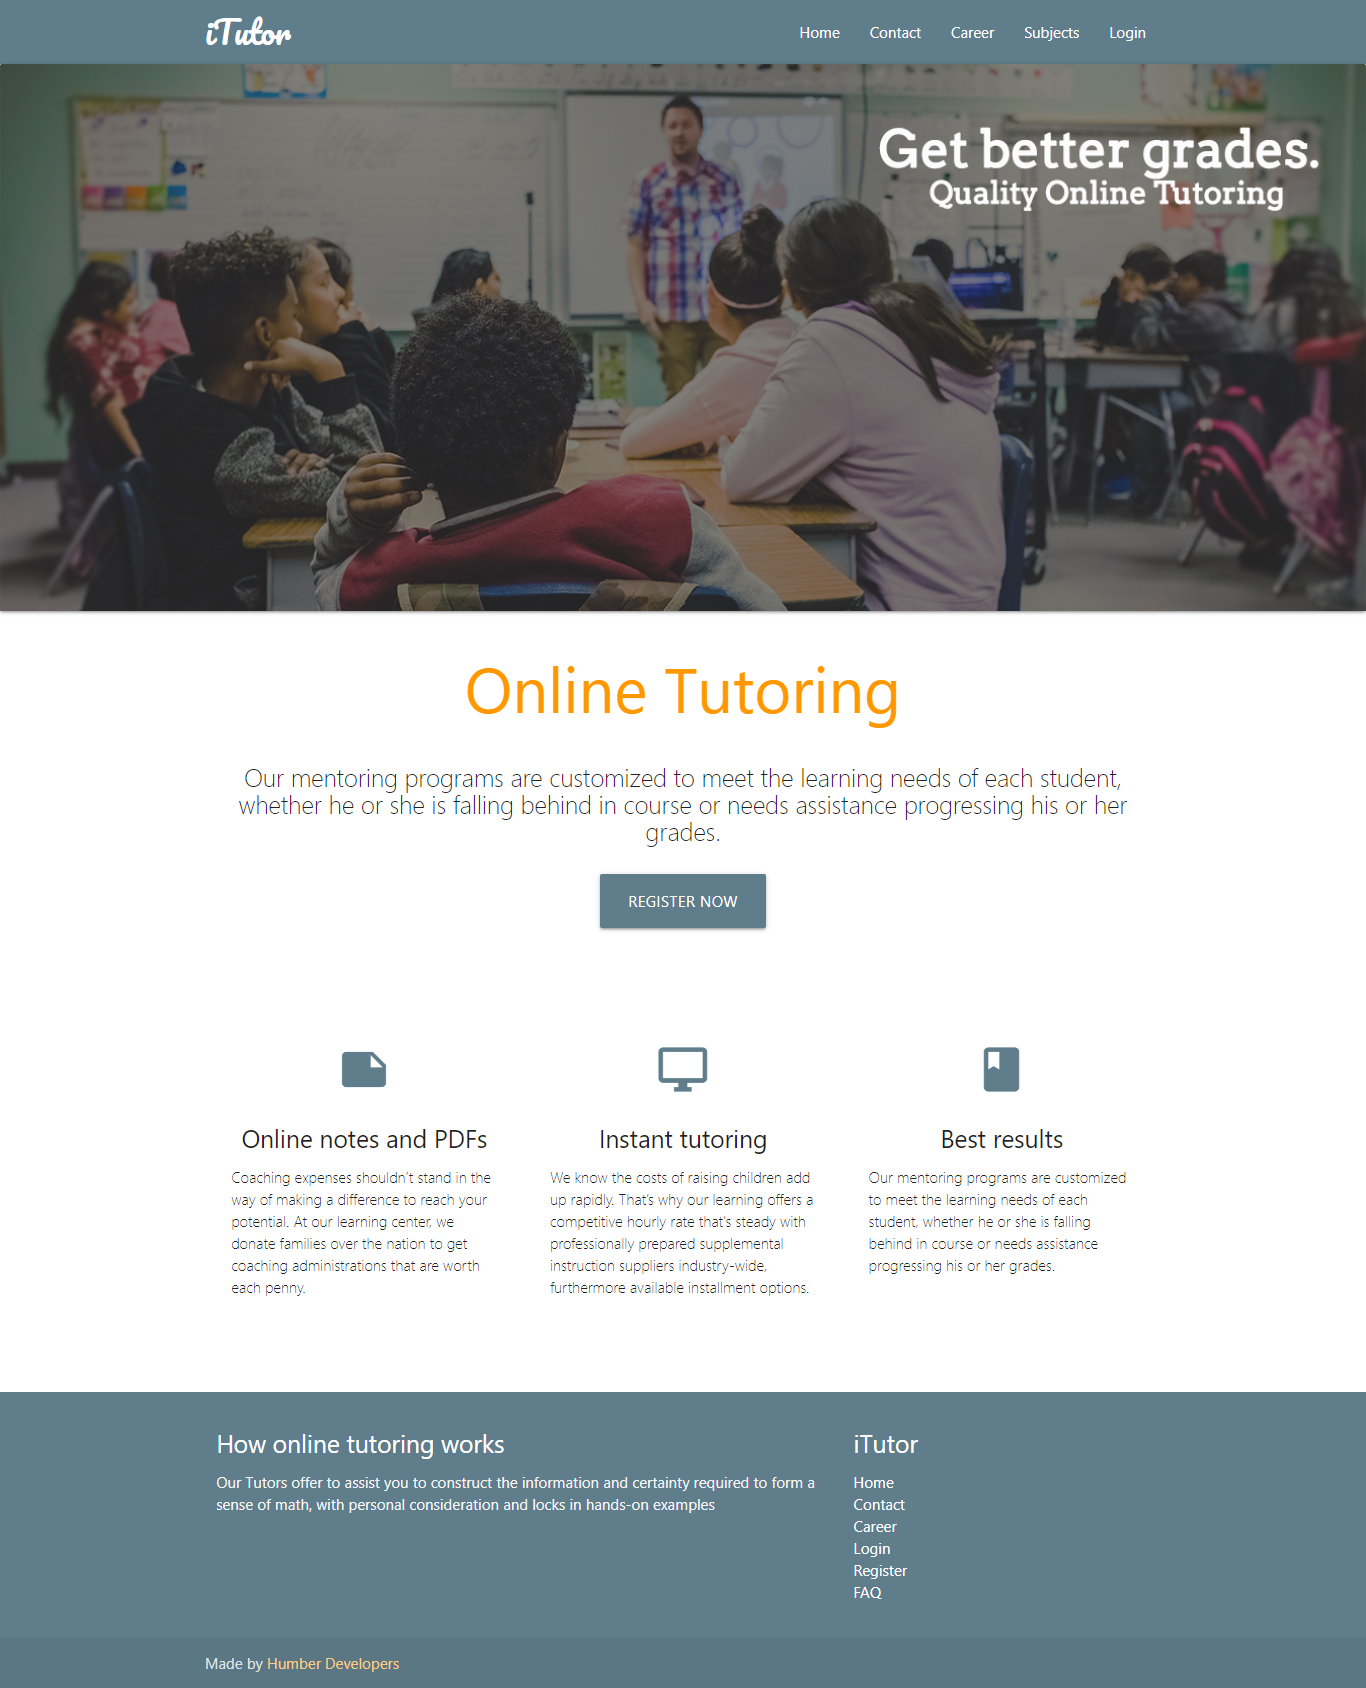 iTutor
Home Contact Career Subjects Login
Get better grades.
Quality Online Tutoring
Online Tutoring
Our mentoring programs are customized to meet the learning needs of each student,
whether he or she is falling behind in course or needs assistance progressing his or her
grades.
REGISTER NOW
Online notes and PDFs
Coaching expenses shouldn't stand in the
way of making a difference to reach your
potential. At our learning center, we
donate families over the nation to get
coaching administrations that are worth
each penny.
Instant tutoring
We know the costs of raising children add
up rapidly. That's why our learning offers a
competitive hourly rate that's steady with
professionally prepared supplemental
instruction suppliers industry-wide,
furthermore available installment options.
Best results
Our mentoring programs are customized
to meet the learning needs of each
student, whether he or she is falling
behind in course or needs assistance
progressing his or her grades.
How online tutoring works
Our Tutors offer to assist you to construct the information and certainty required to form a
sense of math, with personal consideration and locks in hands-on examples
iTutor
Home
Contact
Career
Login
Register
FAQ
Made by Humber Developers